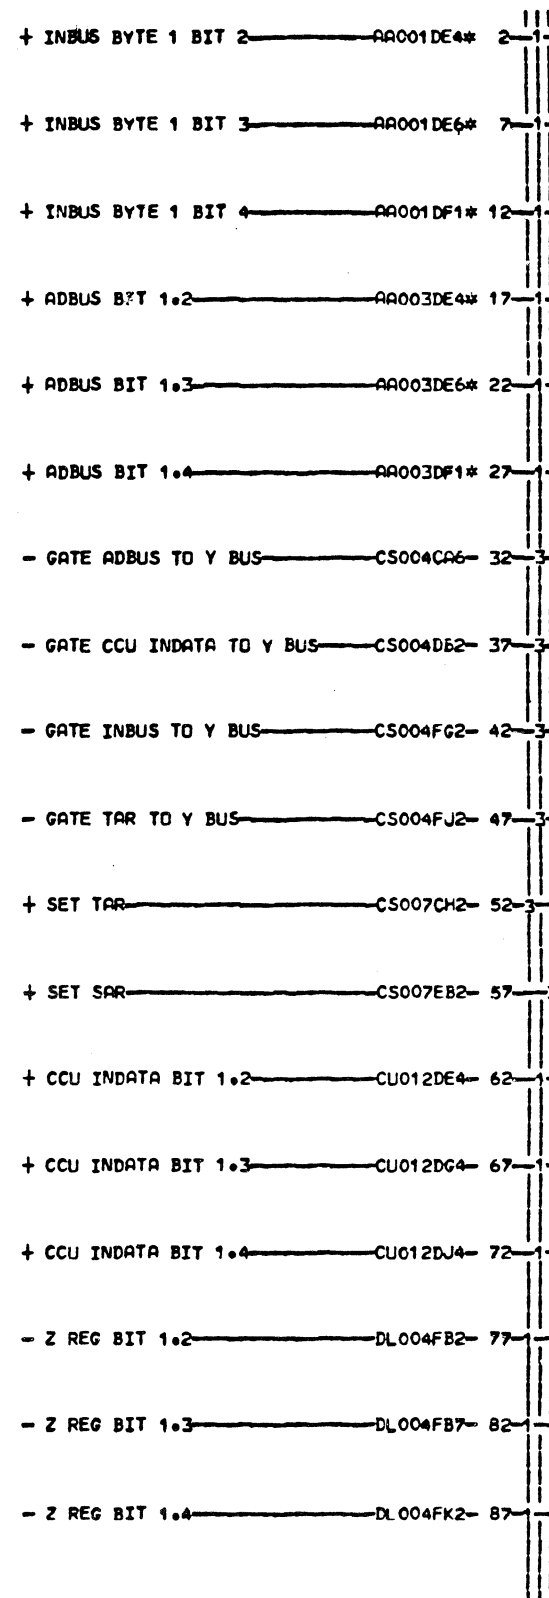 + INBUS BYTE 1 BIT 2 AA001DE4* 2 1
+ INBUS BYTE 1 BIT 3 AA001DE6* 7 1
+ INBUS BYTE 1 BIT 4 AA001DF1* 12 1
+ ADBUS BIT 1.2 AA003DE4* 17 1
+ ADBUS BIT 1.3 AA003DE6* 22 1
+ ADBUS BIT 1.4 AA003DF1* 27 1
- GATE ADBUS TO Y BUS CS004CA6- 32 3
- GATE CCU INDATA TO Y BUS CS004DB2- 37 3
- GATE INBUS TO Y BUS CS004FG2- 42 3
- GATE TAR TO Y BUS CS004FJ2- 47 3
+ SET TAR CS007CH2- 52 3
+ SET SAR CS007EB2- 57
+ CCU INDATA BIT 1.2 CU012DE4- 62 1
+ CCU INDATA BIT 1.3 CU012DG4- 67 1
+ CCU INDATA BIT 1.4 CU012DJ4- 72 1
- Z REG BIT 1.2 DL004FB2- 77 1
- Z REG BIT 1.3 DL004FB7- 82 1
- Z REG BIT 1.4 DL004FK2- 87 1